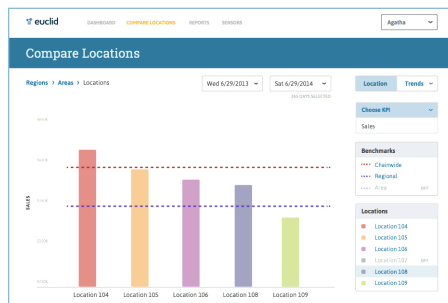 euclid
DASHBOARD
COMPARE LOCATIONS
REPORTS
SENSORS
Agatha
Compare Locations
Regions > Areas > Locations
Wed 6/29/2013
Sat 6/29/2014
DAYS SELECTED
Location
Trends
Choose KPI
Sales
Benchmarks
Chainwide
Regional
Area
Locations
Location 104
Location 105
Location 106
Location 107
Location 108
Location 109
SALES
Location 104
Location 105
Location 106
Location 108
Location 109